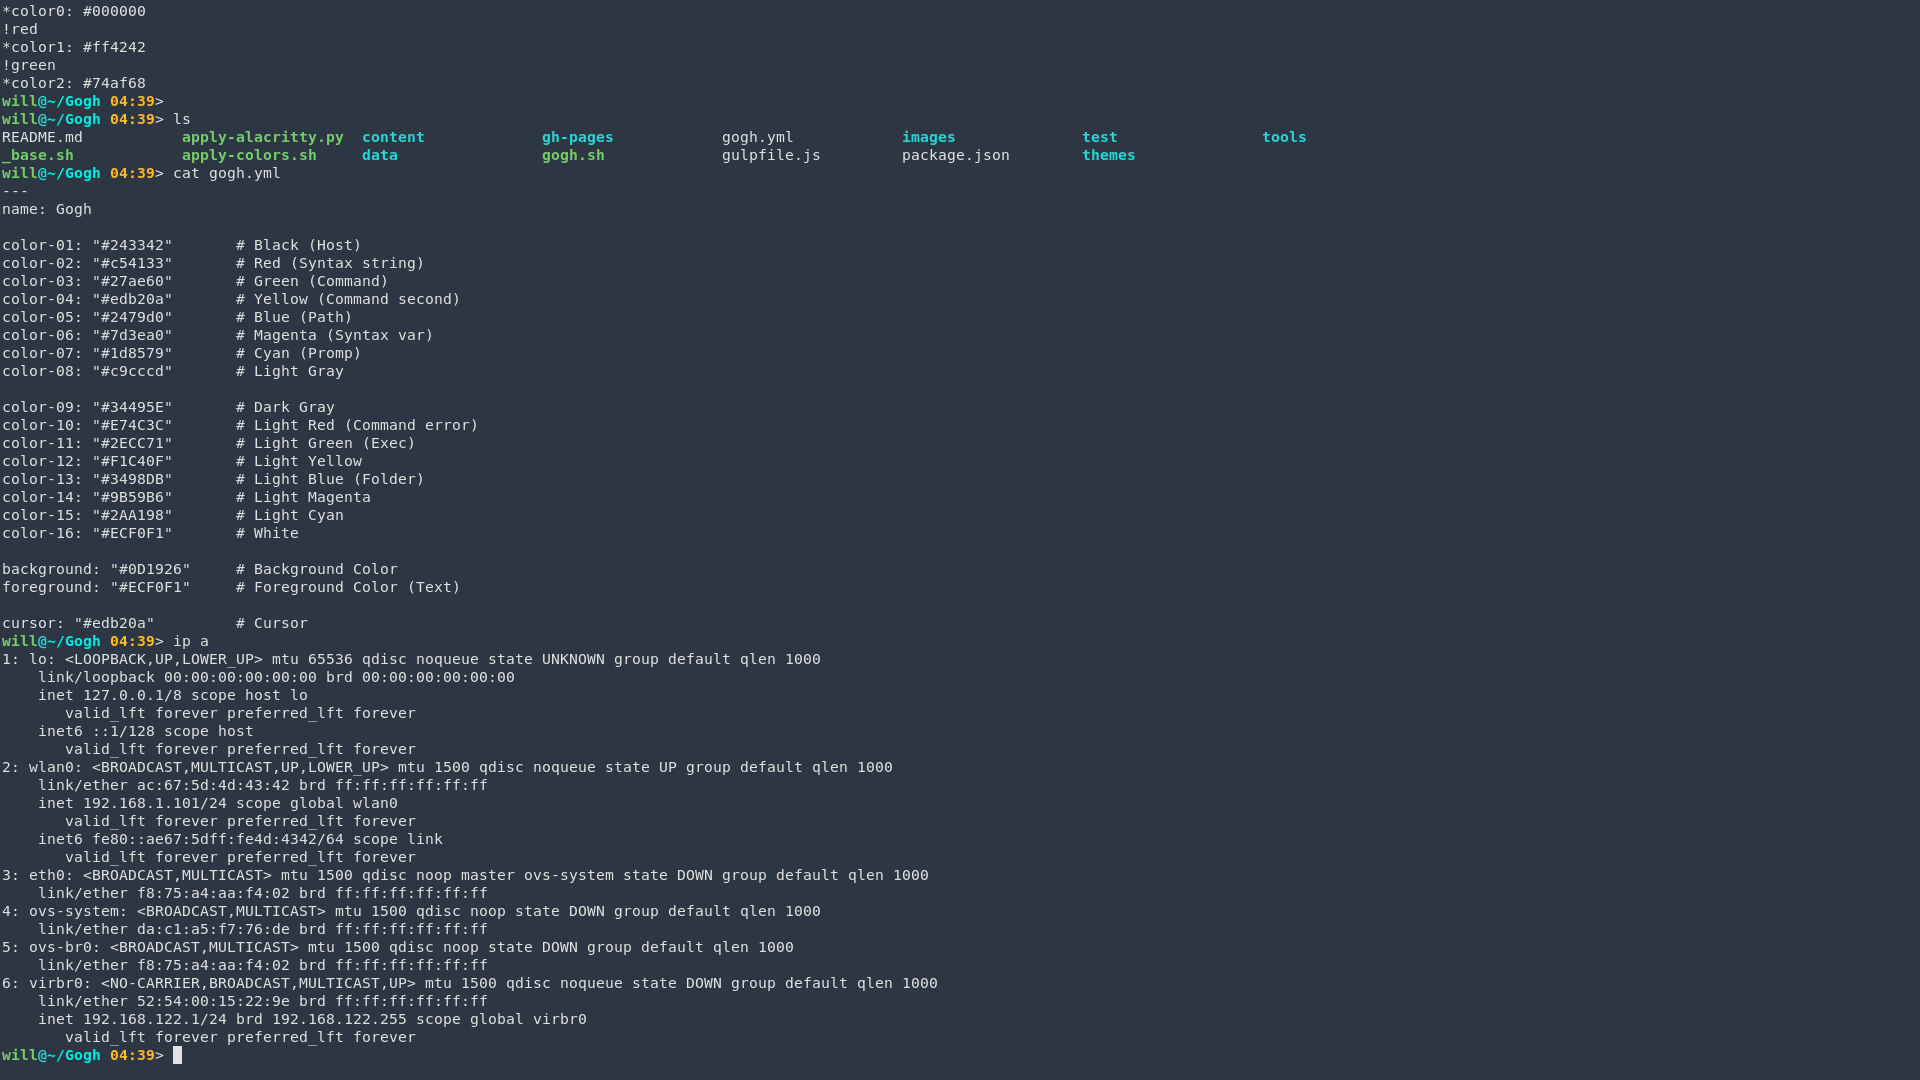 *color0: #000000
!red
*color1: #ff4242
!green
*color2: #74af68
will@~/Gogh 04:39>
will@~/Gogh 04:39> ls
README.md           apply-alacritty.py  content             gh-pages            gogh.yml            images              test                tools
_base.sh            apply-colors.sh     data                gogh.sh             gulpfile.js         package.json        themes
will@~/Gogh 04:39> cat gogh.yml
---
name: Gogh

color-01: "#243342"       # Black (Host)
color-02: "#c54133"       # Red (Syntax string)
color-03: "#27ae60"       # Green (Command)
color-04: "#edb20a"       # Yellow (Command second)
color-05: "#2479d0"       # Blue (Path)
color-06: "#7d3ea0"       # Magenta (Syntax var)
color-07: "#1d8579"       # Cyan (Promp)
color-08: "#c9cccd"       # Light Gray

color-09: "#34495E"       # Dark Gray
color-10: "#E74C3C"       # Light Red (Command error)
color-11: "#2ECC71"       # Light Green (Exec)
color-12: "#F1C40F"       # Light Yellow
color-13: "#3498DB"       # Light Blue (Folder)
color-14: "#9B59B6"       # Light Magenta
color-15: "#2AA198"       # Light Cyan
color-16: "#ECF0F1"       # White

background: "#0D1926"     # Background Color
foreground: "#ECF0F1"     # Foreground Color (Text)

cursor: "#edb20a"         # Cursor
will@~/Gogh 04:39> ip a
1: lo: <LOOPBACK,UP,LOWER_UP> mtu 65536 qdisc noqueue state UNKNOWN group default qlen 1000
    link/loopback 00:00:00:00:00:00 brd 00:00:00:00:00:00
    inet 127.0.0.1/8 scope host lo
       valid_lft forever preferred_lft forever
    inet6 ::1/128 scope host
       valid_lft forever preferred_lft forever
2: wlan0: <BROADCAST,MULTICAST,UP,LOWER_UP> mtu 1500 qdisc noqueue state UP group default qlen 1000
    link/ether ac:67:5d:4d:43:42 brd ff:ff:ff:ff:ff:ff
    inet 192.168.1.101/24 scope global wlan0
       valid_lft forever preferred_lft forever
    inet6 fe80::ae67:5dff:fe4d:4342/64 scope link
       valid_lft forever preferred_lft forever
3: eth0: <BROADCAST,MULTICAST> mtu 1500 qdisc noop master ovs-system state DOWN group default qlen 1000
    link/ether f8:75:a4:aa:f4:02 brd ff:ff:ff:ff:ff:ff
4: ovs-system: <BROADCAST,MULTICAST> mtu 1500 qdisc noop state DOWN group default qlen 1000
    link/ether da:c1:a5:f7:76:de brd ff:ff:ff:ff:ff:ff
5: ovs-br0: <BROADCAST,MULTICAST> mtu 1500 qdisc noop state DOWN group default qlen 1000
    link/ether f8:75:a4:aa:f4:02 brd ff:ff:ff:ff:ff:ff
6: virbr0: <NO-CARRIER,BROADCAST,MULTICAST,UP> mtu 1500 qdisc noqueue state DOWN group default qlen 1000
    link/ether 52:54:00:15:22:9e brd ff:ff:ff:ff:ff:ff
    inet 192.168.122.1/24 brd 192.168.122.255 scope global virbr0
       valid_lft forever preferred_lft forever
will@~/Gogh 04:39>